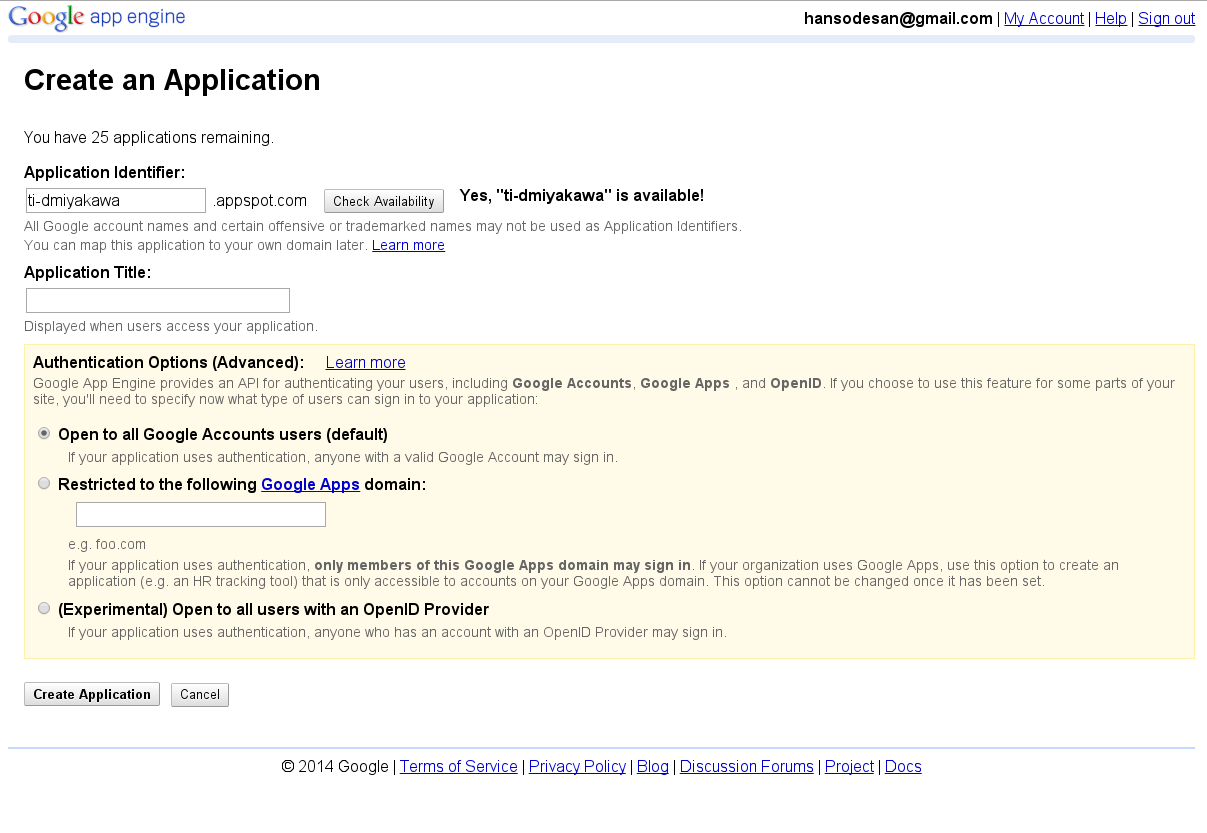 Google app engine
hansodesan@gmail.com | My Account | Help | Sign out
Create an Application
You have 25 applications remaining.
Application Identifier:
ti-dmiyakawa .appspot.com Check Availability Yes, "ti-dmiyakawa" is available!
All Google account names and certain offensive or trademarked names may not be used as Application Identifiers.
You can map this application to your own domain later. Learn more
Application Title:
Displayed when users access your application.
Authentication Options (Advanced): Learn more
Google App Engine provides an API for authenticating your users, including Google Accounts, Google Apps , and OpenID. If you choose to use this feature for some parts of your
site, you'll need to specify now what type of users can sign in to your application:
Open to all Google Accounts users (default)
If your application uses authentication, anyone with a valid Google Account may sign in.
Restricted to the following Google Apps domain:
e.g. foo.com
If your application uses authentication, only members of this Google Apps domain may sign in. If your organization uses Google Apps, use this option to create an
application (e.g. an HR tracking tool) that is only accessible to accounts on your Google Apps domain. This option cannot be changed once it has been set.
(Experimental) Open to all users with an OpenID Provider
If your application uses authentication, anyone who has an account with an OpenID Provider may sign in.
Create Application Cancel
© 2014 Google | Terms of Service | Privacy Policy | Blog | Discussion Forums | Project | Docs